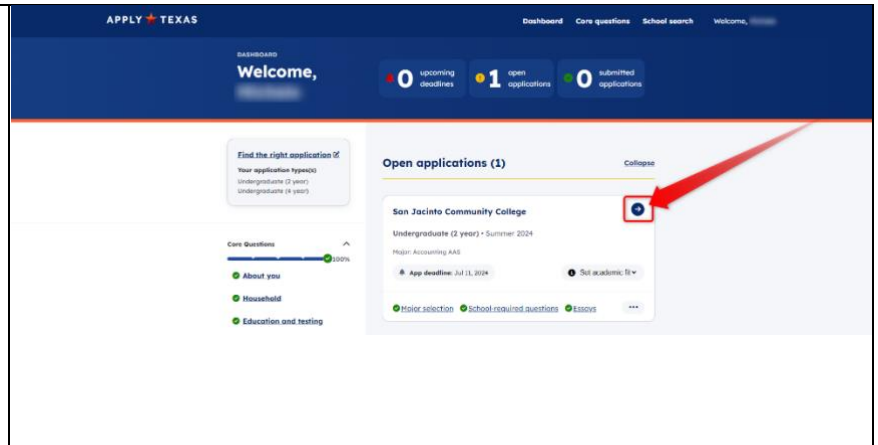 APPLY TEXAS
Dashboard Core questions School search Welcome,
DASHBOARD
Welcome,
0 upcoming deadlines
1 open applications
0 submitted applications
Find the right application
Your application types(s)
Undergraduate (2 year)
Undergraduate (4 year)
Core Questions
100%
About you
Household
Education and testing
Open applications (1) Collapse
San Jacinto Community College
Undergraduate (2 year) • Summer 2024
Major: Accounting AAS
App deadline: Jul 11, 2024 Set academic fit
Major selection School required questions Essays